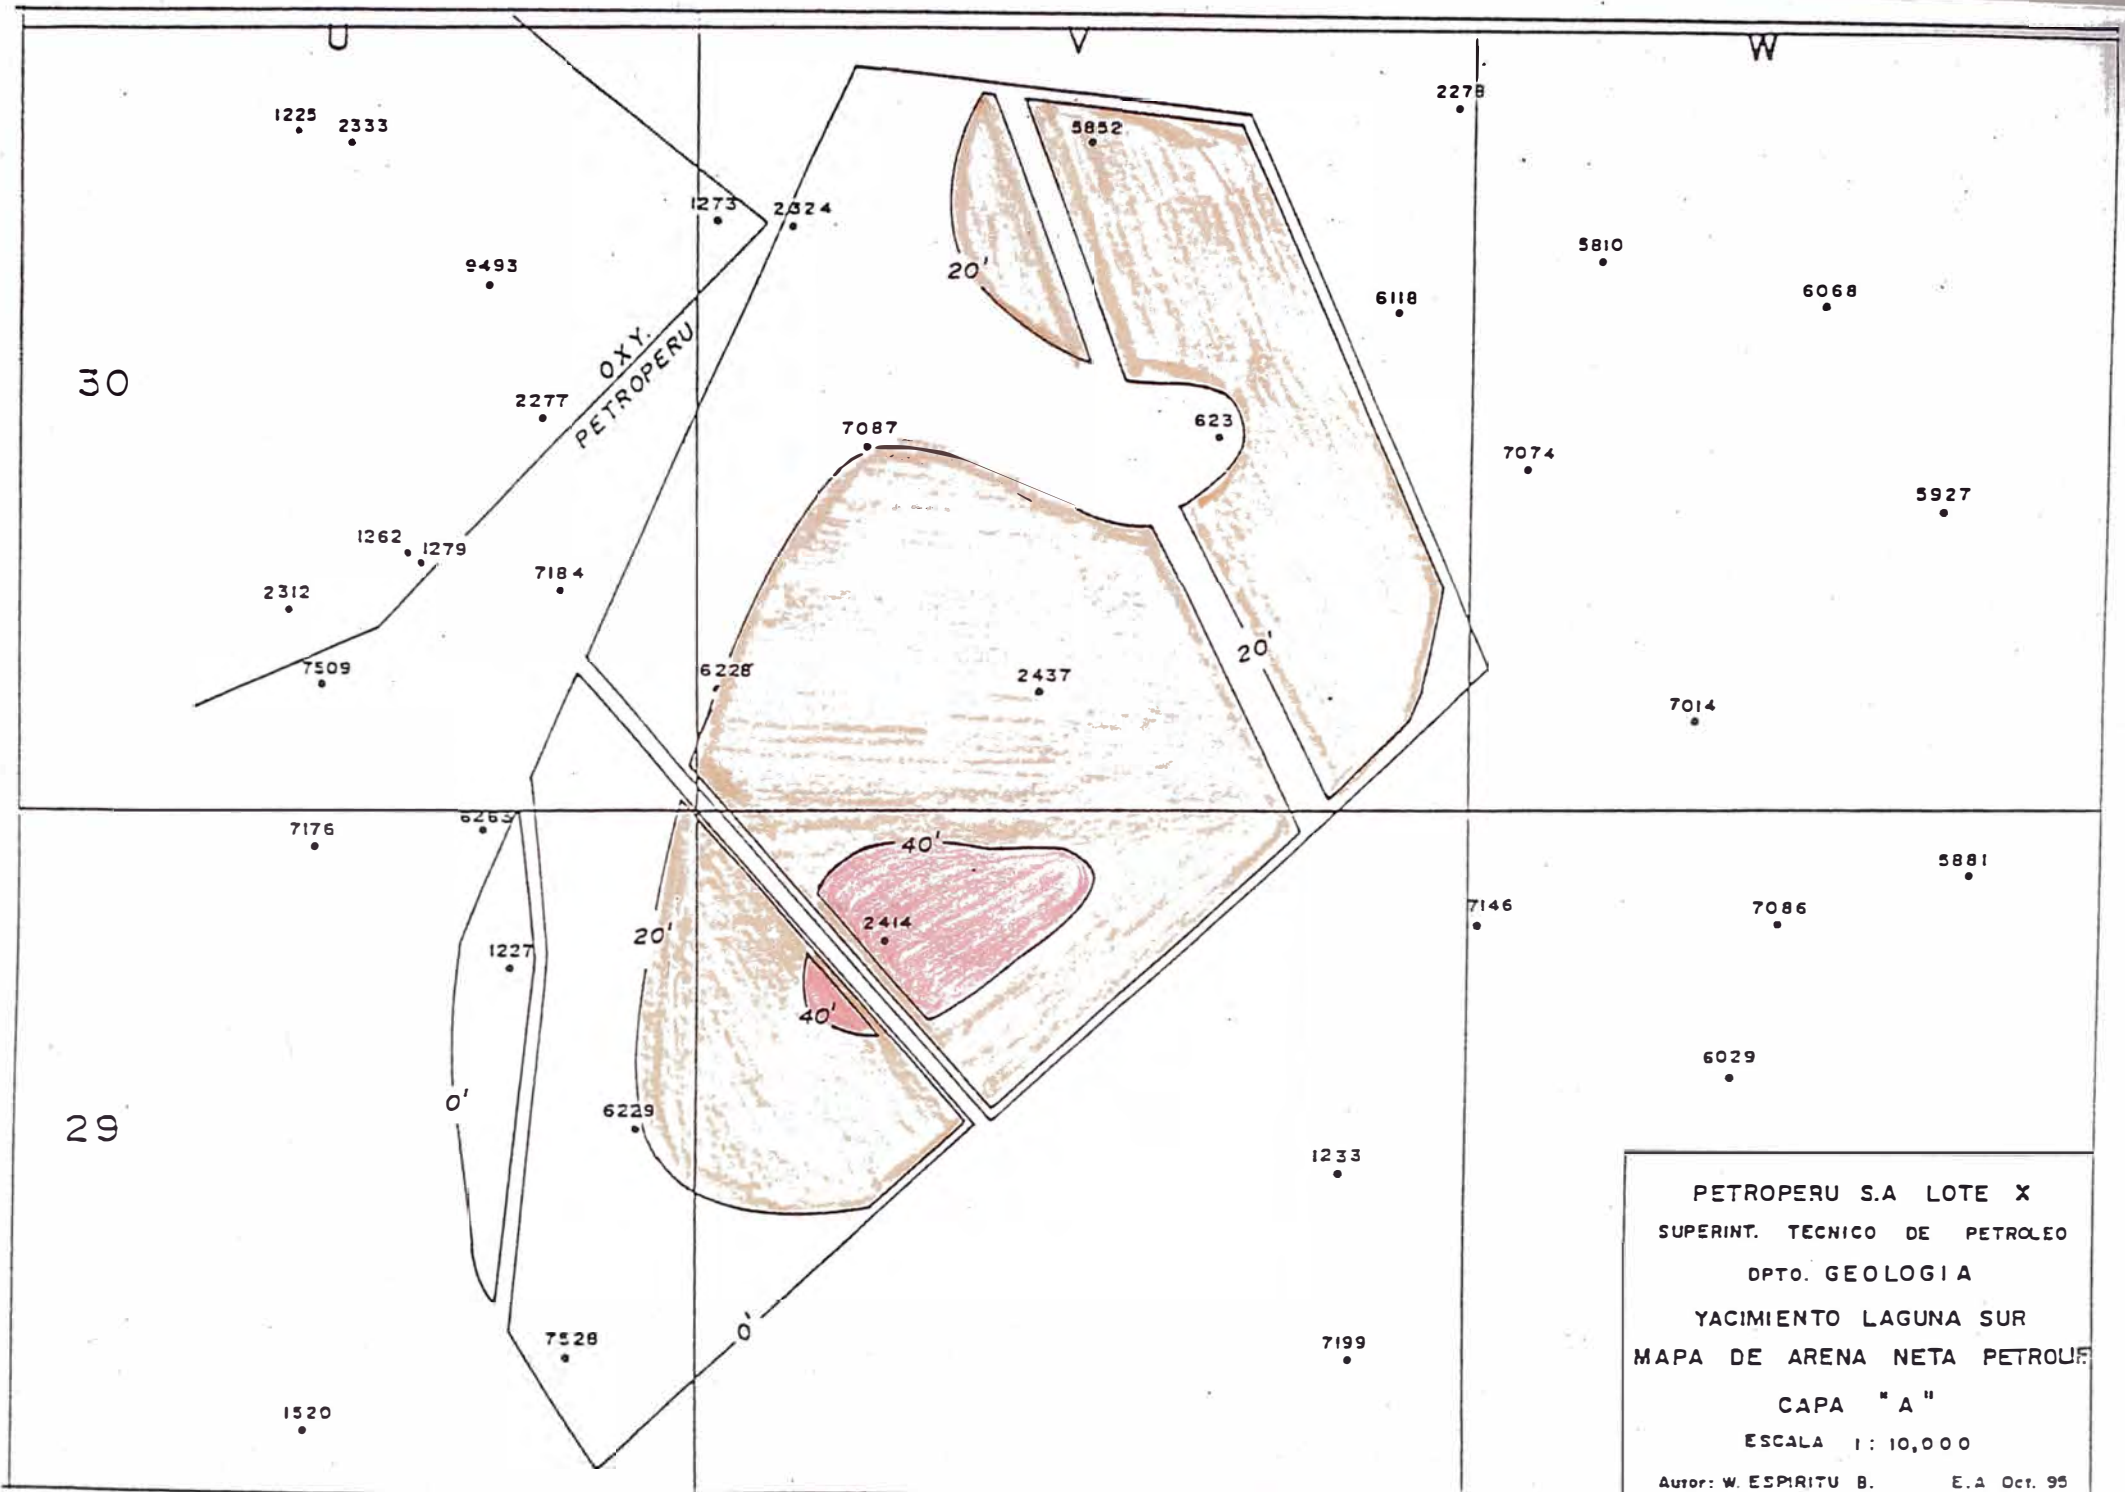 U V W
2278
1225 2333 5852
1273 2324
5810
9493 20' 6118 6068
OXY.
PETROPERU
30
2277
7087 623
7074
5927
1262 1279
7184
2312
20'
7509 6228 2437
7014
7176 6263
40' 5881
2414 7146 7086
20'
1227
40'
6029
0' 6229
29
1233
0'
7528 7199
1520
PETROPERU S.A LOTE X
SUPERINT. TECNICO DE PETROLEO
DPTO. GEOLOGIA
YACIMIENTO LAGUNA SUR
MAPA DE ARENA NETA
CAPA "A"
ESCALA 1: 10,000
Autor: W. ESPIRITU B. E.A Oct. 95